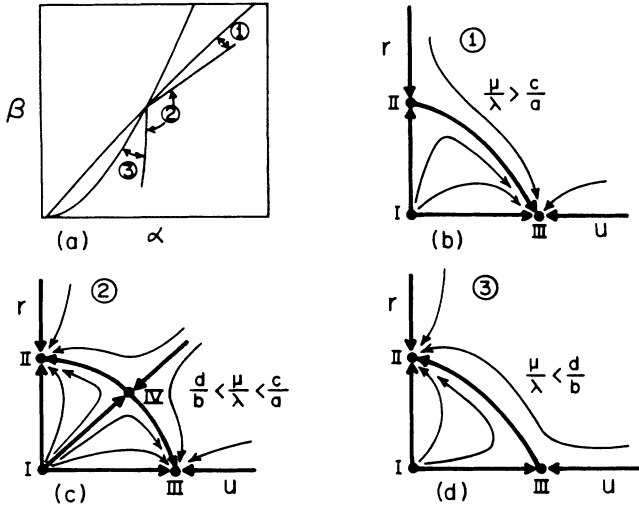 β
①
②
③
(a)
α
r
①
μ/λ > c/a
II
I
III
u
(b)
r
②
II
d/b < μ/λ < c/a
IV
I
III
u
(c)
r
③
II
μ/λ < d/b
I
III
u
(d)